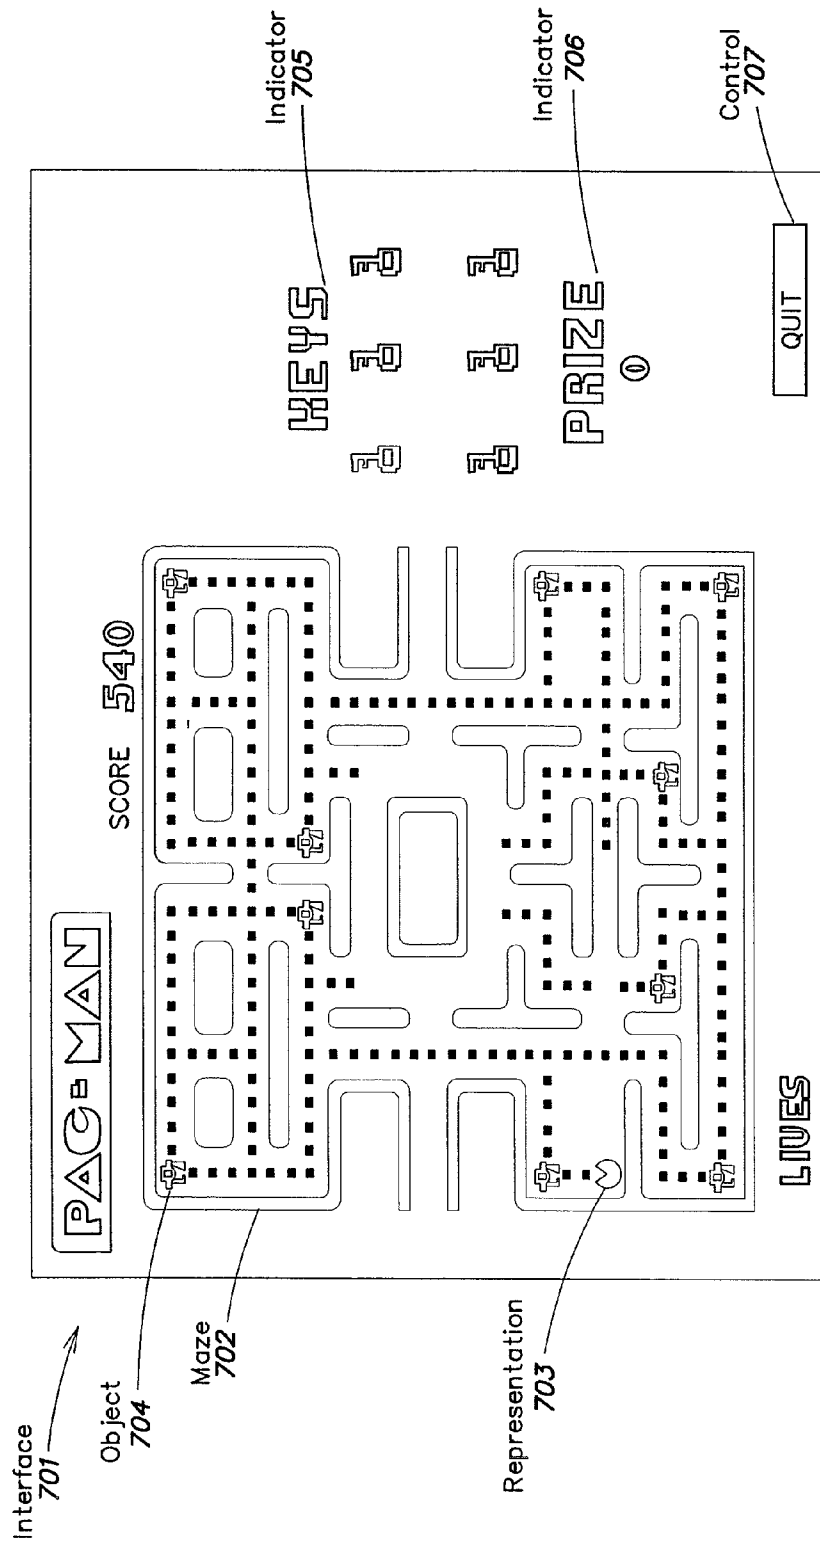 Interface
701
Object
704
Maze
702
Representation
703
PAC-MAN
SCORE 540
LIVES
KEYS
PRIZE
0
QUIT
Indicator
705
Indicator
706
Control
707